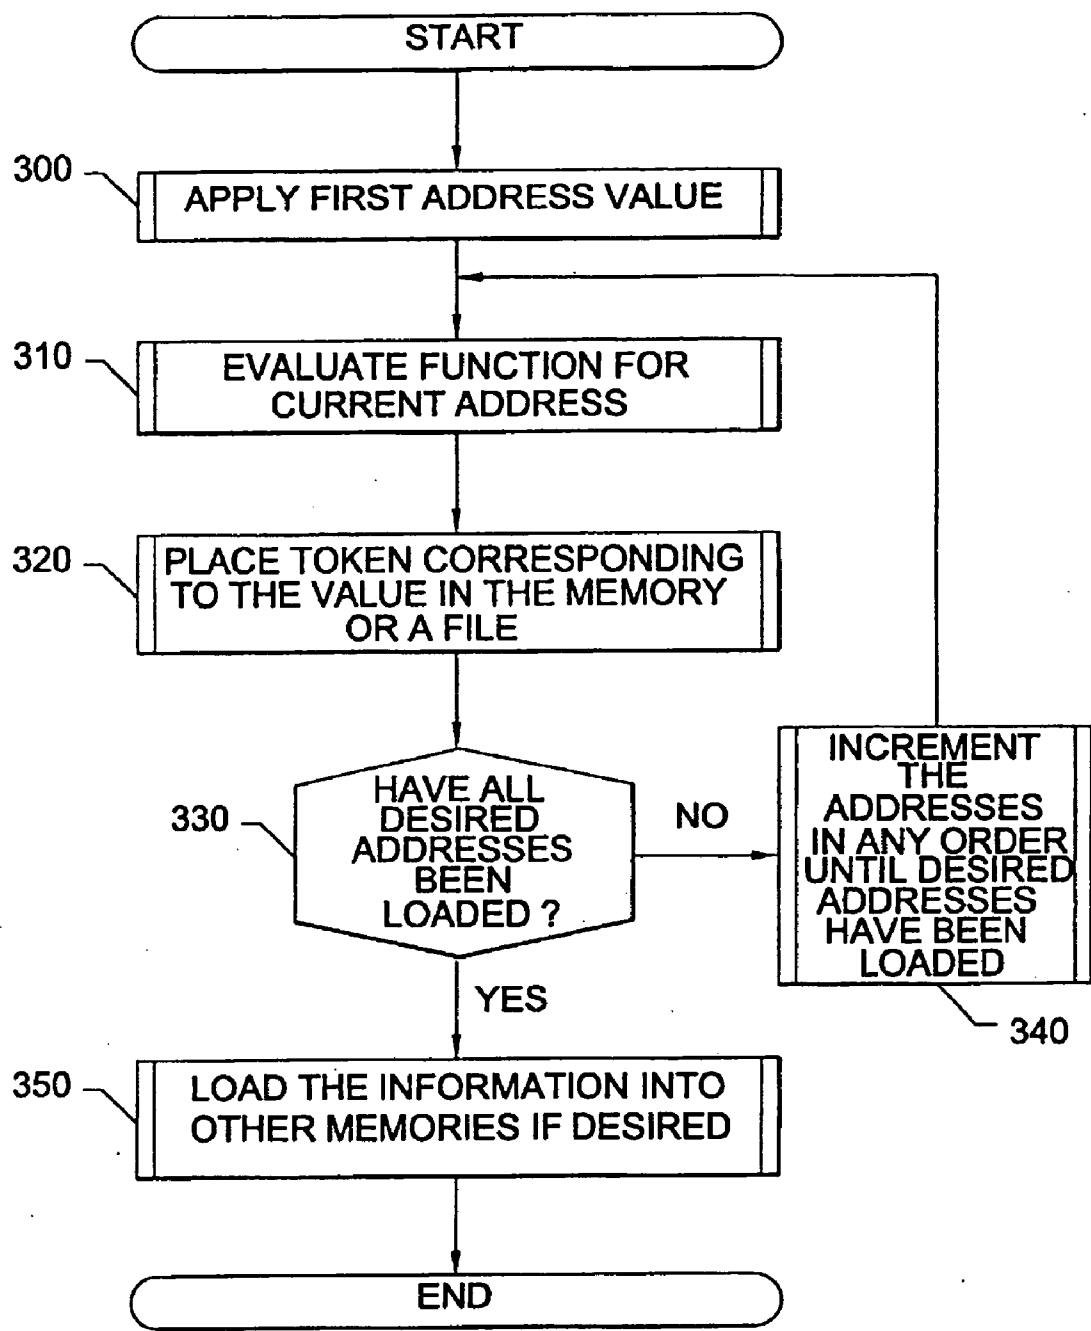 START
300
APPLY FIRST ADDRESS VALUE
310
EVALUATE FUNCTION FOR
CURRENT ADDRESS
320
PLACE TOKEN CORRESPONDING
TO THE VALUE IN THE MEMORY
OR A FILE
330
HAVE ALL
DESIRED
ADDRESSES
BEEN
LOADED ?
NO
INCREMENT
THE
ADDRESSES
IN ANY ORDER
UNTIL DESIRED
ADDRESSES
HAVE BEEN
LOADED
340
YES
350
LOAD THE INFORMATION INTO
OTHER MEMORIES IF DESIRED
END